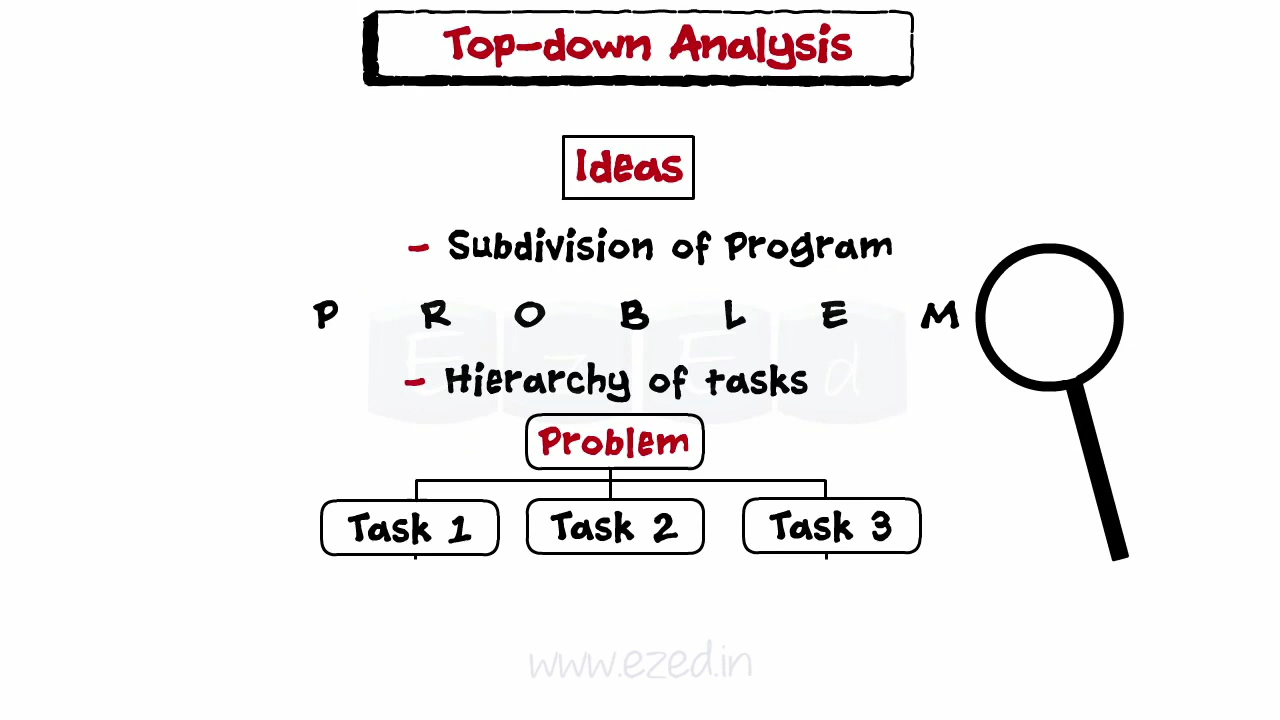 Top-down Analysis
Ideas
- Subdivision of Program
P R O B L E M
- Hierarchy of tasks
Problem
Task 1 Task 2 Task 3
EzEd
www.ezed.in